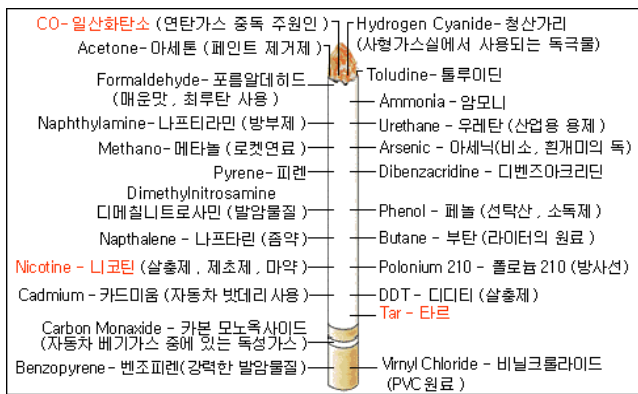 CO-일산화탄소 (연탄가스 중독 주원인)
Acetone-아세톤 (페인트 제거제)
Formaldehyde-포름알데히드
(매운맛, 최루탄 사용)
Naphthylamine-나프티라민 (방부제)
Methano-메타놀 (로켓연료)
Pyrene-피렌
Dimethylnitrosamine
디메칠니트로사민 (발암물질)
Napthalene - 나프타린 (좀약)
Nicotine - 니코틴 (살충제, 제초제, 마약)
Cadmium-카드미움 (자동차 밧데리 사용)
Carbon Monaxide-카본 모노옥사이드
(자동차 배기가스 중에 있는 독성가스)
Benzopyrene-벤조피렌(강력한 발암물질)
Hydrogen Cyanide-청산가리
(사형가스실에서 사용되는 독극물)
Toludine-톨루이딘
Ammonia - 암모니
Urethane-우레탄 (산업용 용제)
Arsenic - 아세닉(비소, 흰개미의 독)
Dibenzacridine - 디벤즈아크리딘
Phenol - 페놀 (선탁산, 소독제)
Butane - 부탄 (라이터의 원료)
Polonium 210 - 폴로늄 210 (방사선)
DDT - 디디티 (살충제)
Tar - 타르
Virnyl Chloride - 비닐크롤라이드
(PVC원료)